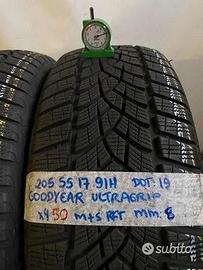 205 55 17 91H DOT. 19
GOODYEAR ULTRAGRIP
x4 50 M+S RFT mm. 8
subito